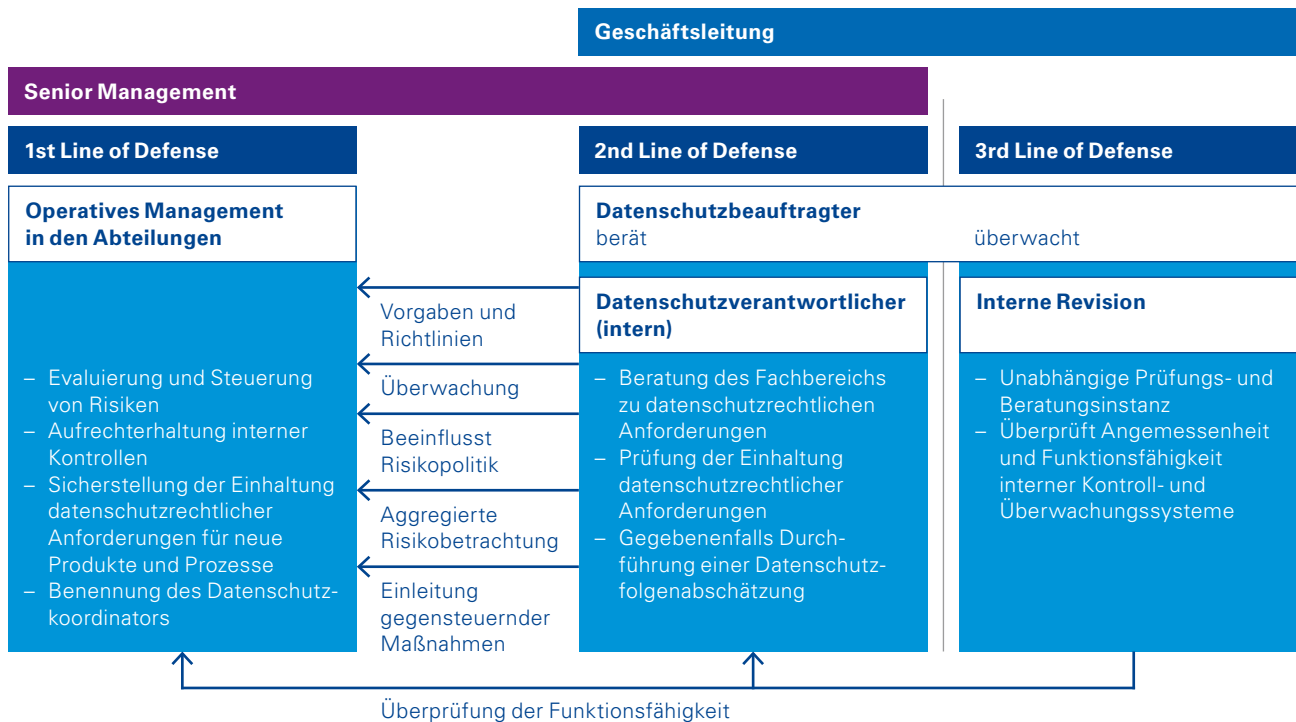 Geschäftsleitung
Senior Management
1st Line of Defense
2nd Line of Defense
3rd Line of Defense
Operatives Management
in den Abteilungen
– Evaluierung und Steuerung
von Risiken
– Aufrechterhaltung interner
Kontrollen
– Sicherstellung der Einhaltung
datenschutzrechtlicher
Anforderungen für neue
Produkte und Prozesse
– Benennung des Datenschutz-
koordinators
Vorgaben und
Richtlinien
Überwachung
Beeinflusst
Risikopolitik
Aggregierte
Risikobetrachtung
Einleitung
gegensteuernder
Maßnahmen
Datenschutzbeauftragter
berät
überwacht
Datenschutzverantwortlicher
(intern)
– Beratung des Fachbereichs
zu datenschutzrechtlichen
Anforderungen
– Prüfung der Einhaltung
datenschutzrechtlicher
Anforderungen
– Gegebenenfalls Durch-
führung einer Datenschutz-
folgenabschätzung
Interne Revision
– Unabhängige Prüfungs- und
Beratungsinstanz
– Überprüft Angemessenheit
und Funktionsfähigkeit
interner Kontroll- und
Überwachungssysteme
Überprüfung der Funktionsfähigkeit